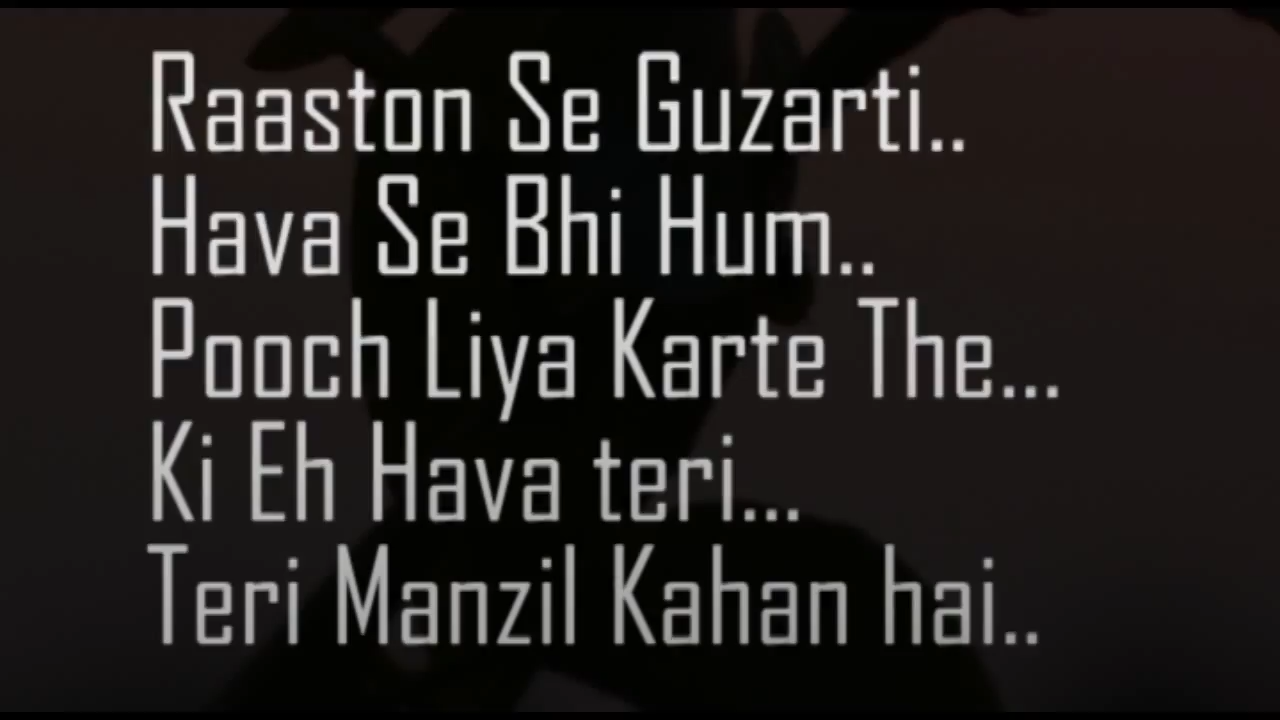 Raaston Se Guzarti..
Hava Se Bhi Hum..
Pooch Liya Karte The...
Ki Eh Hava teri...
Teri Manzil Kahan hai..